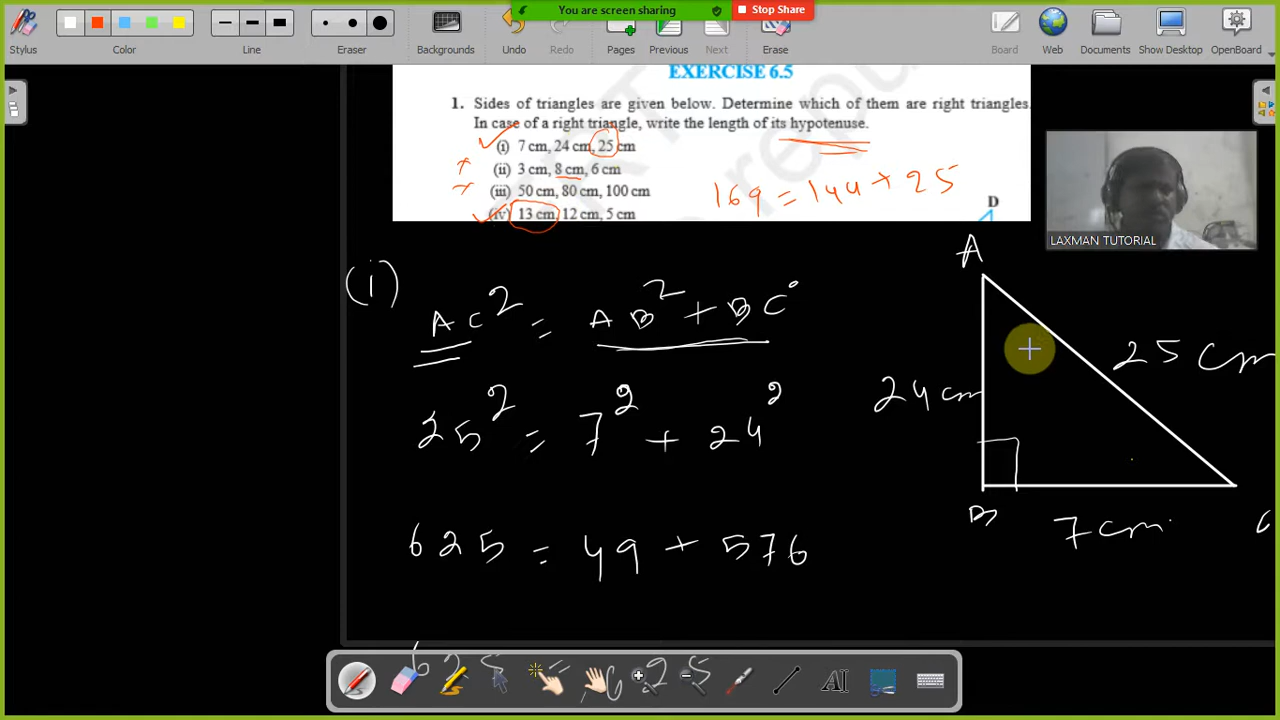 You are screen sharing
Stop Share
Stylus
Color
Line
Eraser
Backgrounds
Undo
Redo
Pages
Previous
Next
Erase
Board
Web
Documents
Show Desktop
OpenBoard
EXERCISE 6.5
1. Sides of triangles are given below. Determine which of them are right triangles.
In case of a right triangle, write the length of its hypotenuse.
(i) 7 cm, 24 cm, 25 cm
(ii) 3 cm, 8 cm, 6 cm
(iii) 50 cm, 80 cm, 100 cm
(iv) 13 cm, 12 cm, 5 cm
169 = 144 + 25
D
LAXMAN TUTORIAL
(i)
AC² = AB² + BC²
25² = 7² + 24²
625 = 49 + 576
625 = 625
A
24 cm
25 cm
B
7 cm
C